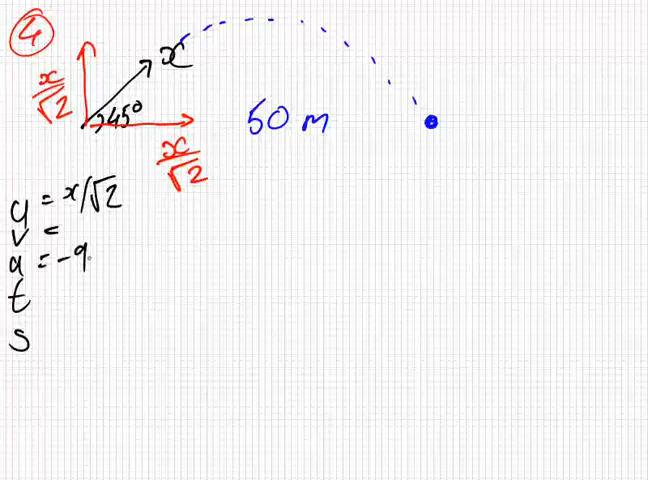 4
x
x/√2
45°
50 m
x/√2
u = x/√2
v =
a = -9
t
s